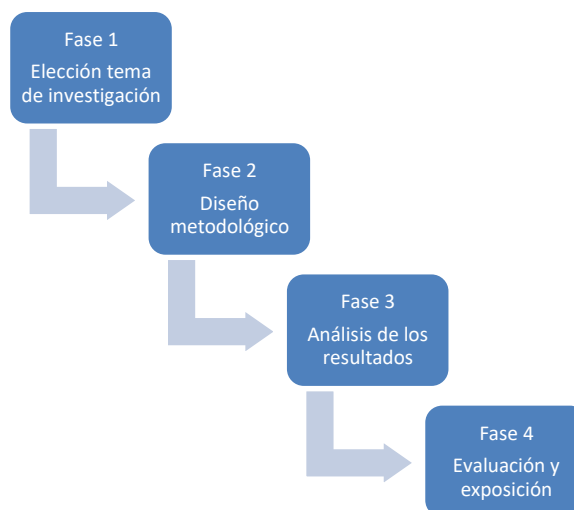 Fase 1
Elección tema
de investigación
Fase 2
Diseño
metodológico
Fase 3
Análisis de los
resultados
Fase 4
Evaluación y
exposición